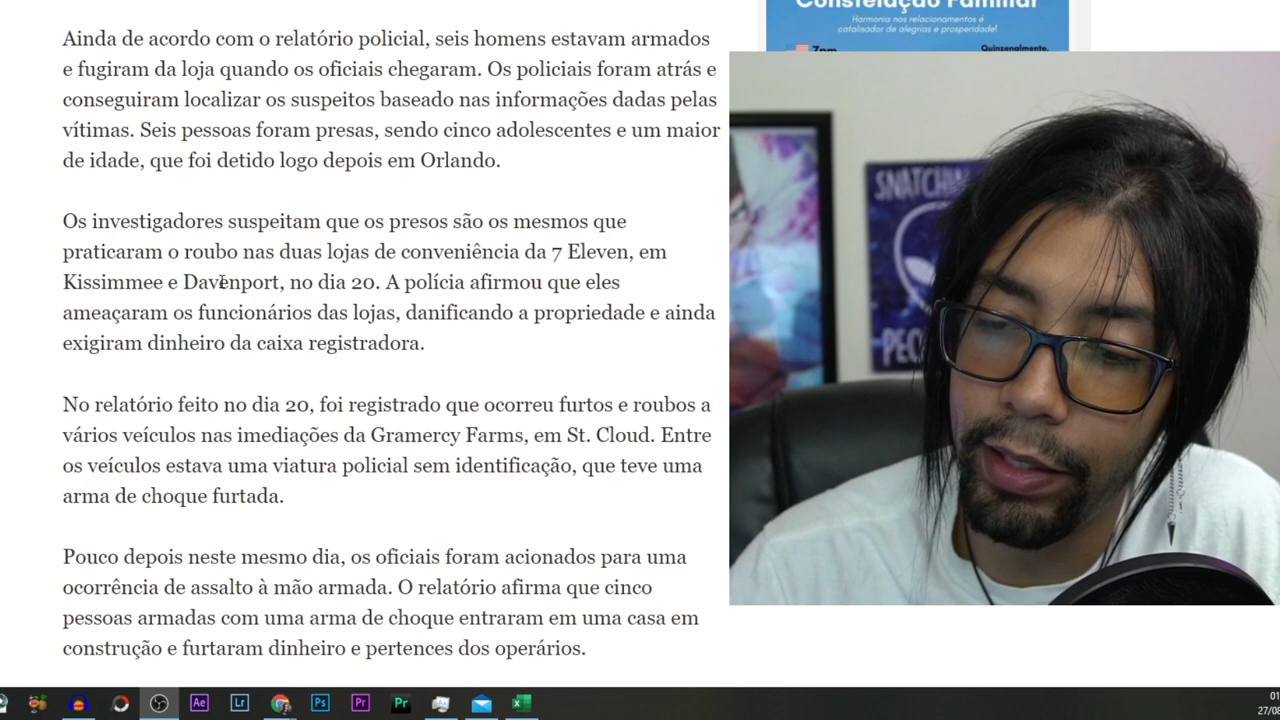 Constelação Familiar
Harmonia nos relacionamentos é
catalisador de alegrias e prosperidade!
7pm
Quinzenalmente,
Ainda de acordo com o relatório policial, seis homens estavam armados
e fugiram da loja quando os oficiais chegaram. Os policiais foram atrás e
conseguiram localizar os suspeitos baseado nas informações dadas pelas
vítimas. Seis pessoas foram presas, sendo cinco adolescentes e um maior
de idade, que foi detido logo depois em Orlando.
Os investigadores suspeitam que os presos são os mesmos que
praticaram o roubo nas duas lojas de conveniência da 7 Eleven, em
Kissimmee e Davenport, no dia 20. A polícia afirmou que eles
ameaçaram os funcionários das lojas, danificando a propriedade e ainda
exigiram dinheiro da caixa registradora.
No relatório feito no dia 20, foi registrado que ocorreu furtos e roubos a
vários veículos nas imediações da Gramercy Farms, em St. Cloud. Entre
os veículos estava uma viatura policial sem identificação, que teve uma
arma de choque furtada.
Pouco depois neste mesmo dia, os oficiais foram acionados para uma
ocorrência de assalto à mão armada. O relatório afirma que cinco
pessoas armadas com uma arma de choque entraram em uma casa em
construção e furtaram dinheiro e pertences dos operários.
Ae Lr Ps Pr Pr
01
27/08